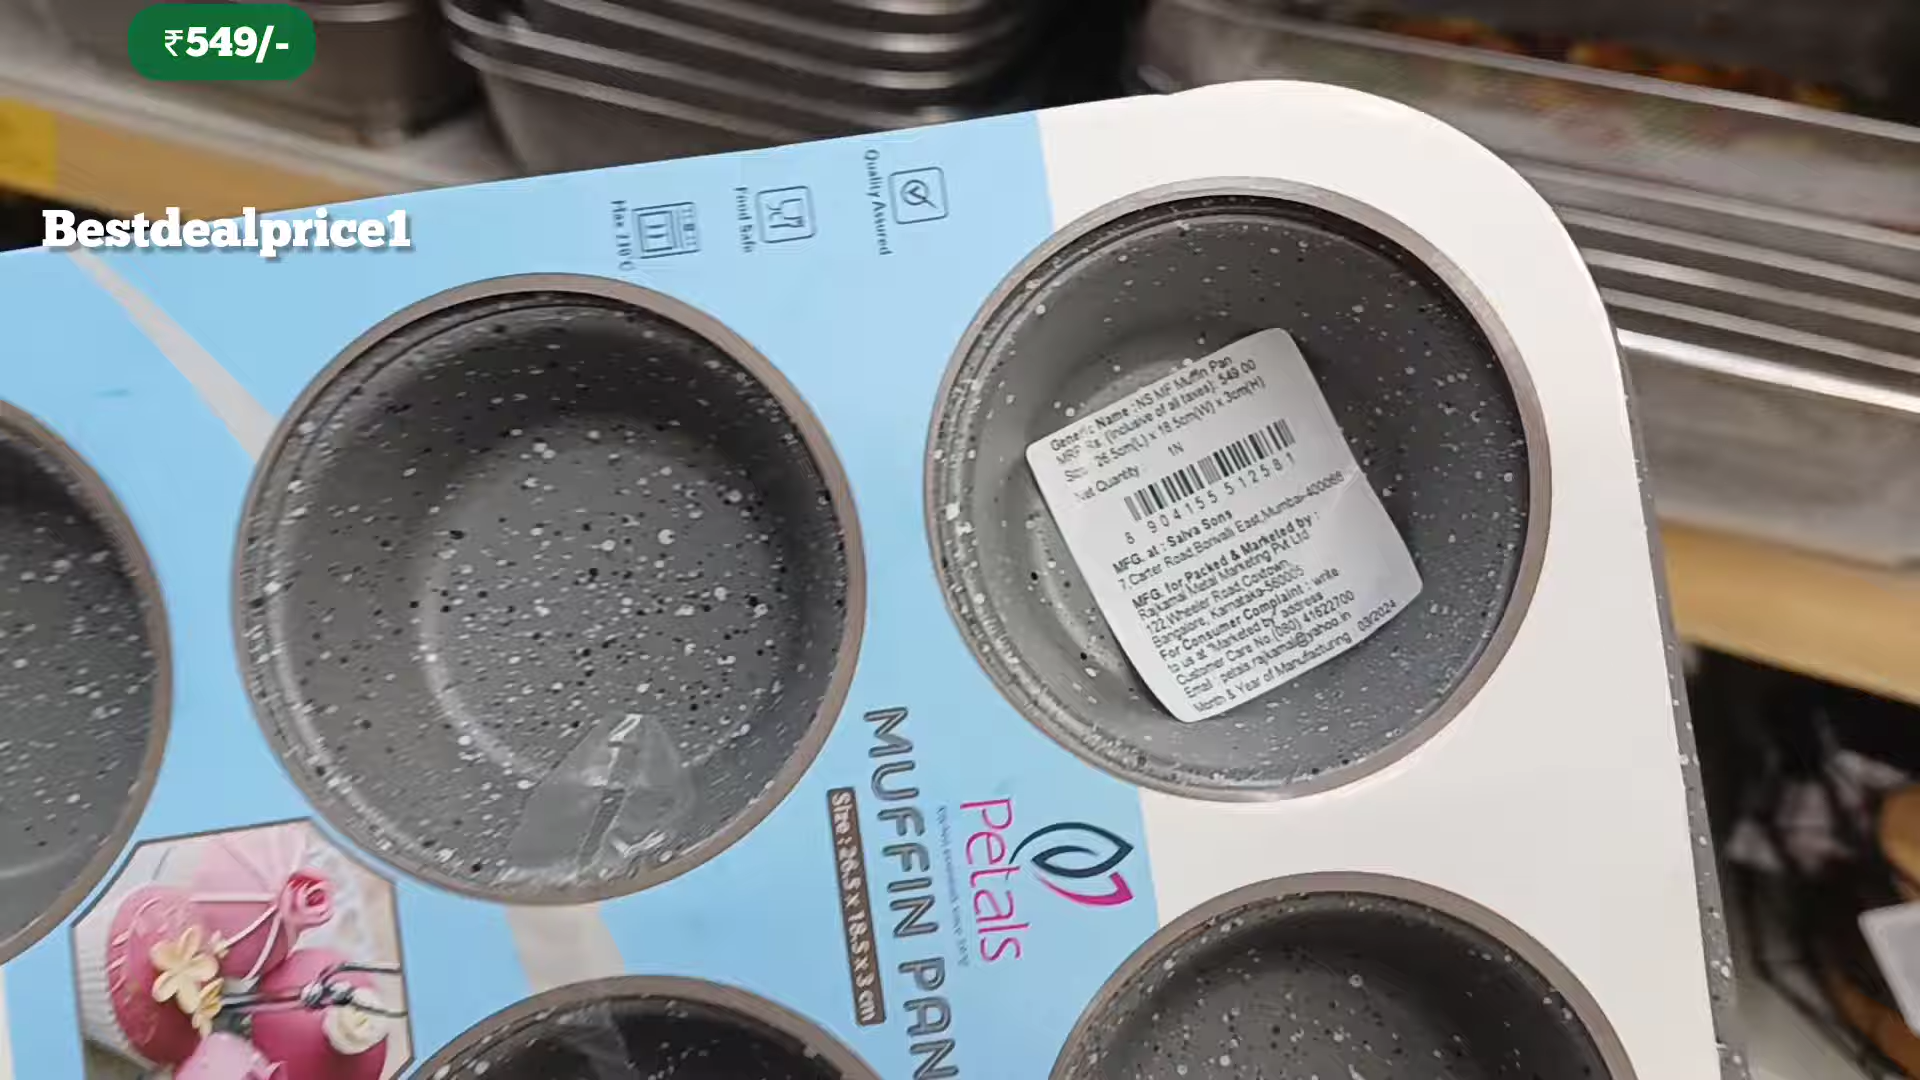 ₹549/-
Bestdealprice1
Quality Assured
Food Safe
Max 230°C
Generic Name : NS MF Muffin Pan
MRP Rs. (Inclusive of all taxes): 549.00
Size : 26.5cm(L) x 18.5cm(W) x 3cm(H)
Net Quantity : 1N
8 904155 512581
MFG. at : Salva Sons
7,Carter Road,Borivali East,Mumbai-400066
MFG. for Packed & Marketed by :
Rajkamal Metal Marketing Pvt Ltd
122,Wheeler Road,Coxtown,
Bangalore, Karnataka-560005
For Consumer Complaint : write
to us at "Marketed by" address
Customer Care No.(080) 41622700
Email : petals.rajkamal@yahoo.in
Month & Year of Manufacturing : 03/2024
Petals
MUFFIN PAN
Size : 26.5 x 18.5 x 3 cm